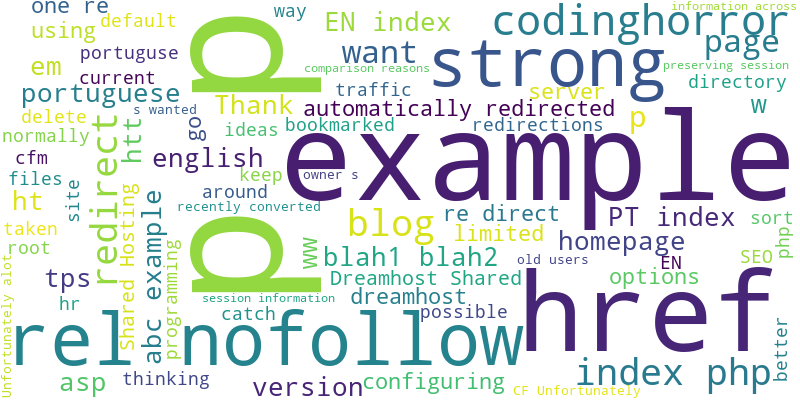 one re
way
EN index
codinghorror
information across
default
using
portuguse
want
strong
page
em
current
comparison reasons
preserving session
portuguese
traffic
directory
s wanted
server
delete
Thank
automatically redirected
w
normally
go
ideas
bookmarked
redirections
p
htt
redirect
cfm
english
example
files
keep
owner s
ht
site
around
p
recently converted
blog
re direct
PT index
sort
taken
limited
php
root
ww
homepage
blah1 blah2
old users
EN
SEO
tps
Shared Hosting
abc example
programming
Dreamhost Shared
options
hr
session information
dreamhost
href
catch
possible
rel nofollow
better
Unfortunately alot
asp
thinking
version
configuring
index php
CF Unfortunately